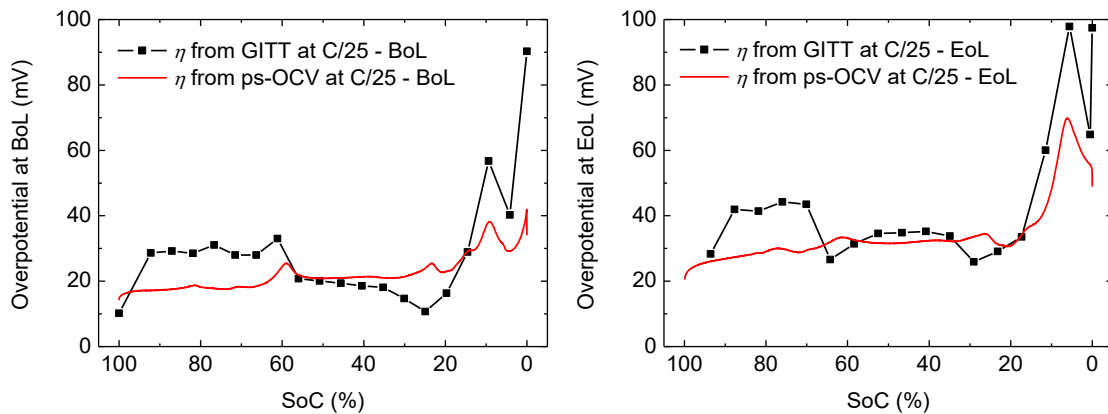 Overpotential at BoL (mV)
100
80
60
40
20
0
η from GITT at C/25 - BoL
η from ps-OCV at C/25 - BoL
100 80 60 40 20 0
SoC (%)
Overpotential at EoL (mV)
100
80
60
40
20
0
η from GITT at C/25 - EoL
η from ps-OCV at C/25 - EoL
100 80 60 40 20 0
SoC (%)